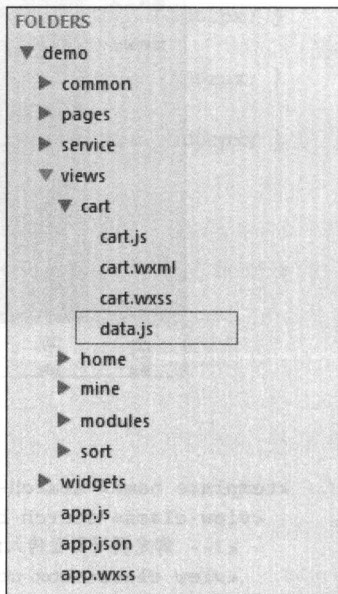 FOLDERS
demo
common
pages
service
views
cart
cart.js
cart.wxml
cart.wxss
data.js
home
mine
modules
sort
widgets
app.js
app.json
app.wxss